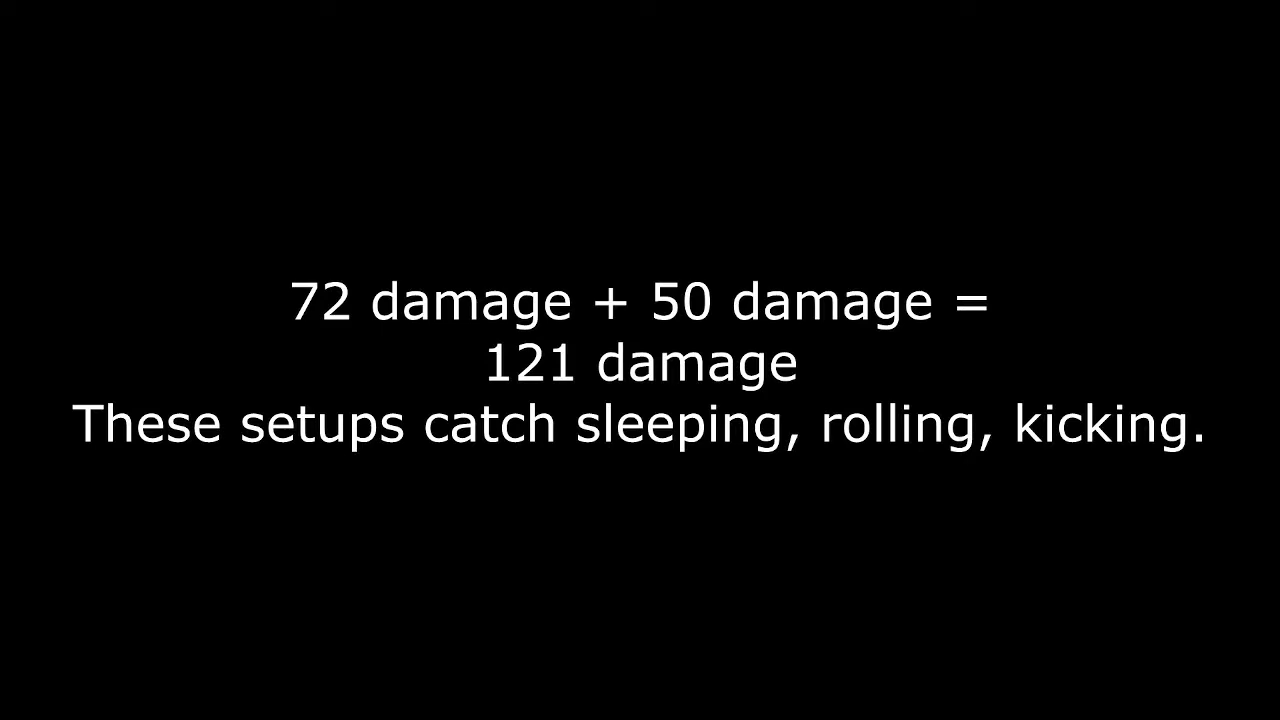 72 damage + 50 damage =
121 damage
These setups catch sleeping, rolling, kicking.